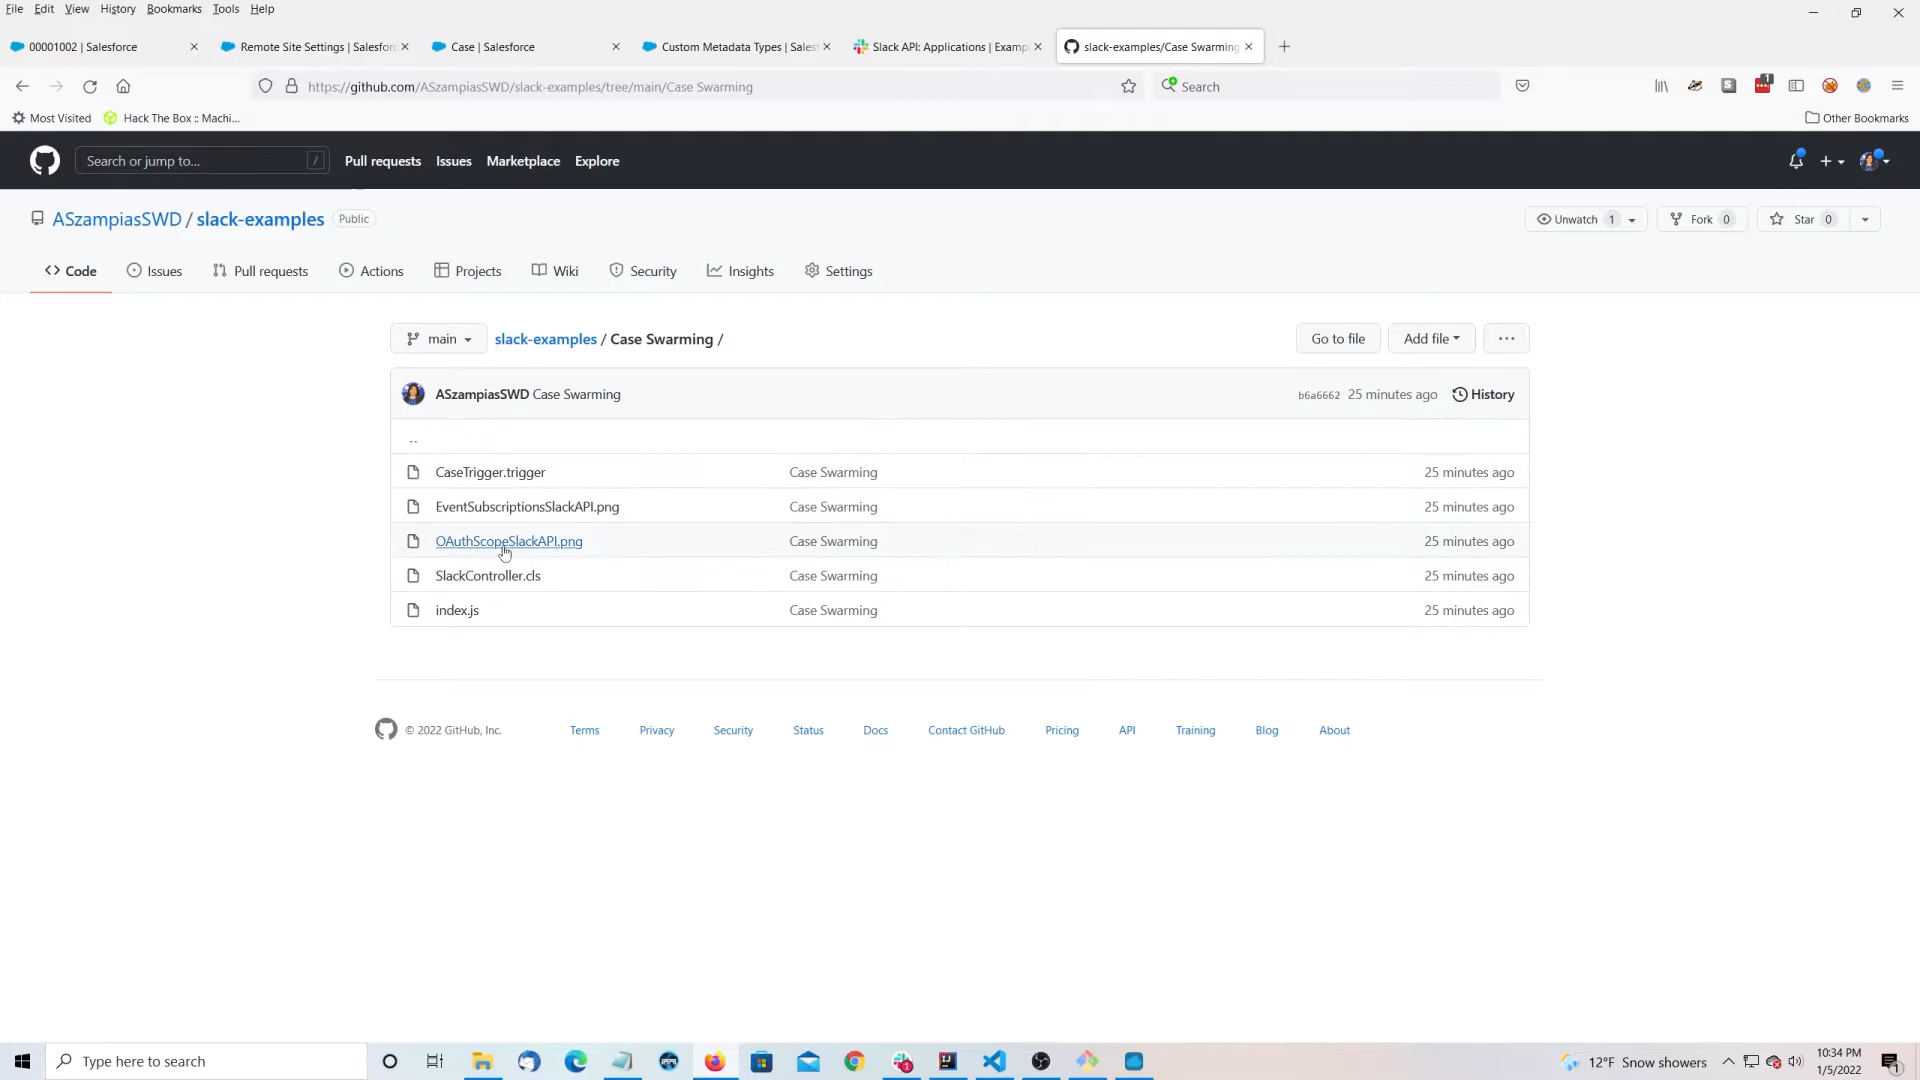 File Edit View History Bookmarks Tools Help
00001002 | Salesforce
Remote Site Settings | Salesforc
Case | Salesforce
Custom Metadata Types | Salesf
Slack API: Applications | Examp
slack-examples/Case Swarming
https://github.com/ASzampiasSWD/slack-examples/tree/main/Case Swarming
Search
1
Most Visited
Hack The Box :: Machi...
Other Bookmarks
Search or jump to...
/
Pull requests Issues Marketplace Explore
ASzampiasSWD / slack-examples Public
Unwatch 1
Fork 0
Star 0
Code Issues Pull requests Actions Projects Wiki Security Insights Settings
main
slack-examples / Case Swarming /
Go to file
Add file
ASzampiasSWD Case Swarming
b6a6662 25 minutes ago History
..
CaseTrigger.trigger Case Swarming 25 minutes ago
EventSubscriptionsSlackAPI.png Case Swarming 25 minutes ago
OAuthScopeSlackAPI.png Case Swarming 25 minutes ago
SlackController.cls Case Swarming 25 minutes ago
index.js Case Swarming 25 minutes ago
© 2022 GitHub, Inc. Terms Privacy Security Status Docs Contact GitHub Pricing API Training Blog About
Type here to search
12°F Snow showers
10:34 PM
1/5/2022